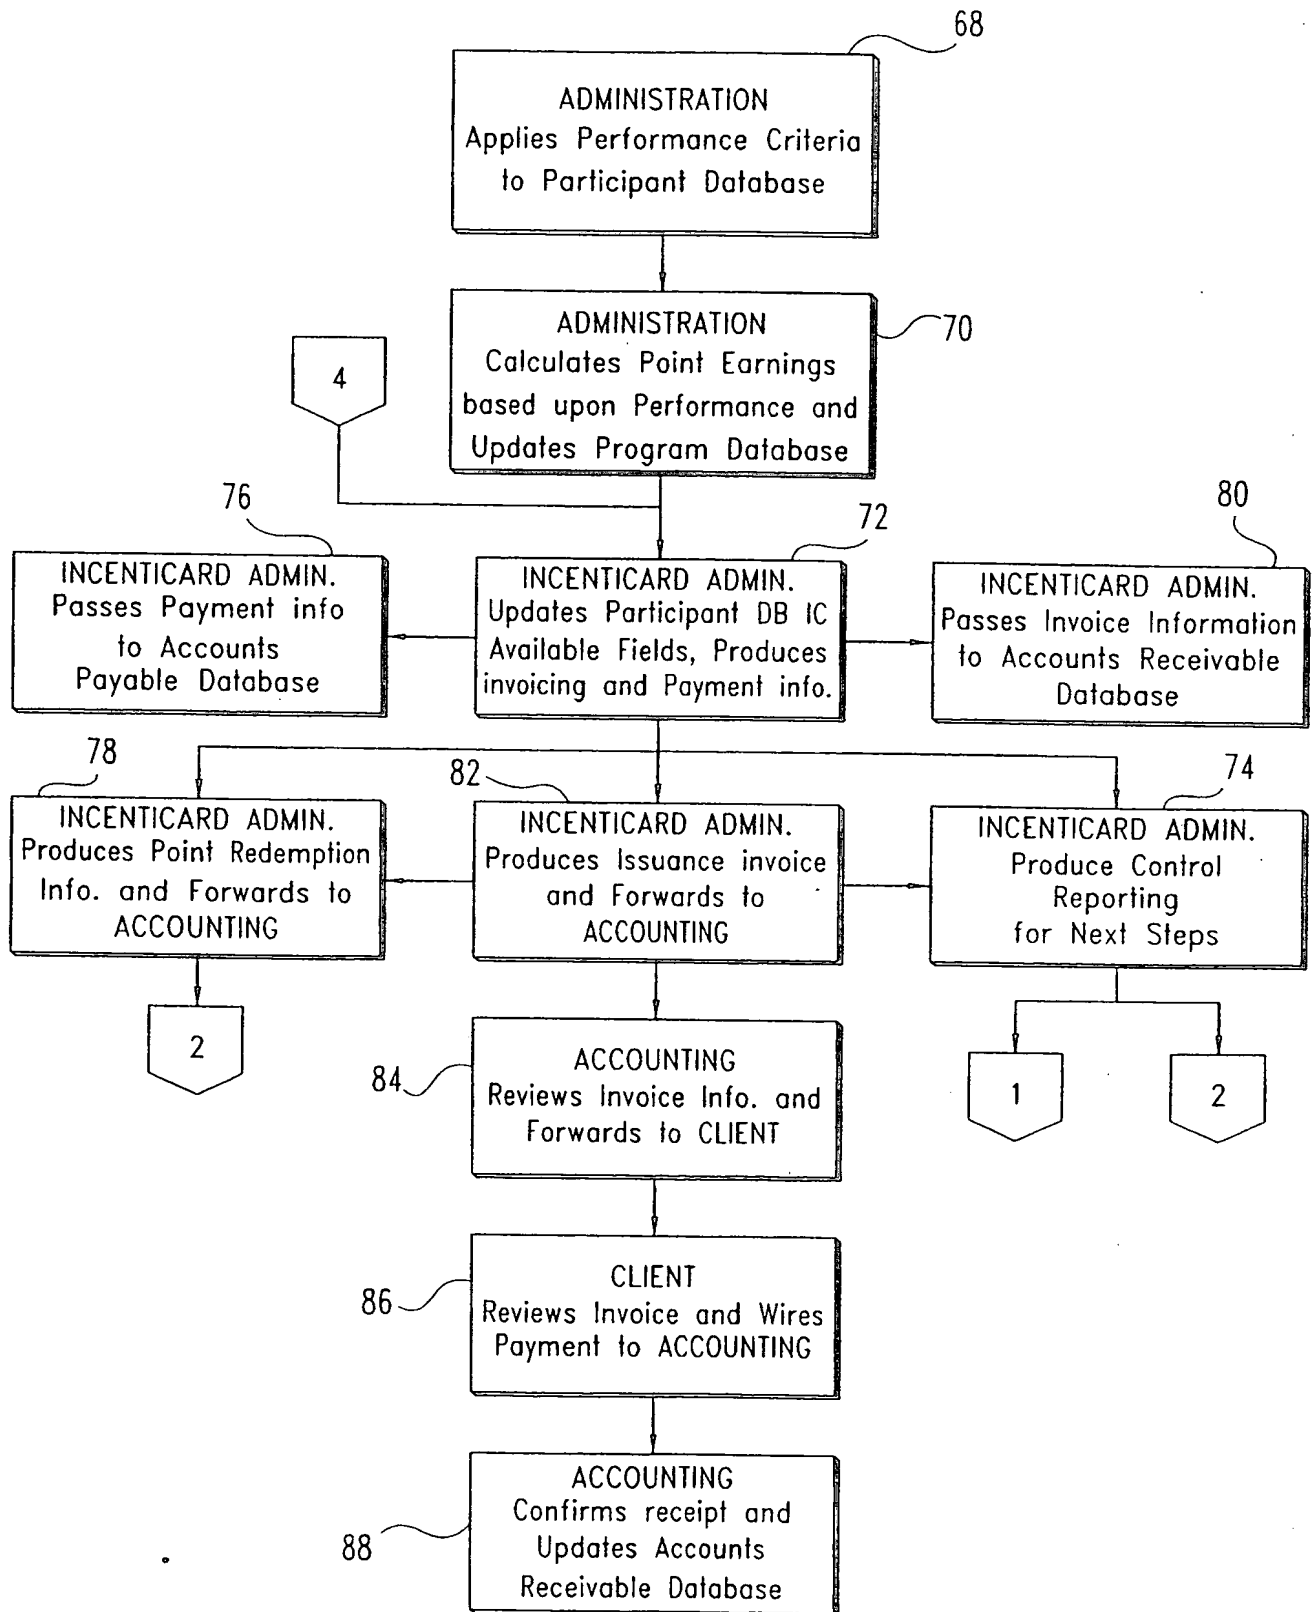 68
ADMINISTRATION
Applies Performance Criteria
to Participant Database
70
ADMINISTRATION
Calculates Point Earnings
based upon Performance and
Updates Program Database
4
76
INCENTICARD ADMIN.
Passes Payment info
to Accounts
Payable Database
72
INCENTICARD ADMIN.
Updates Participant DB IC
Available Fields, Produces
invoicing and Payment info.
80
INCENTICARD ADMIN.
Passes Invoice Information
to Accounts Receivable
Database
78
INCENTICARD ADMIN.
Produces Point Redemption
Info. and Forwards to
ACCOUNTING
82
INCENTICARD ADMIN.
Produces Issuance invoice
and Forwards to
ACCOUNTING
74
INCENTICARD ADMIN.
Produce Control
Reporting
for Next Steps
2
84
ACCOUNTING
Reviews Invoice Info. and
Forwards to CLIENT
1
2
86
CLIENT
Reviews Invoice and Wires
Payment to ACCOUNTING
88
ACCOUNTING
Confirms receipt and
Updates Accounts
Receivable Database